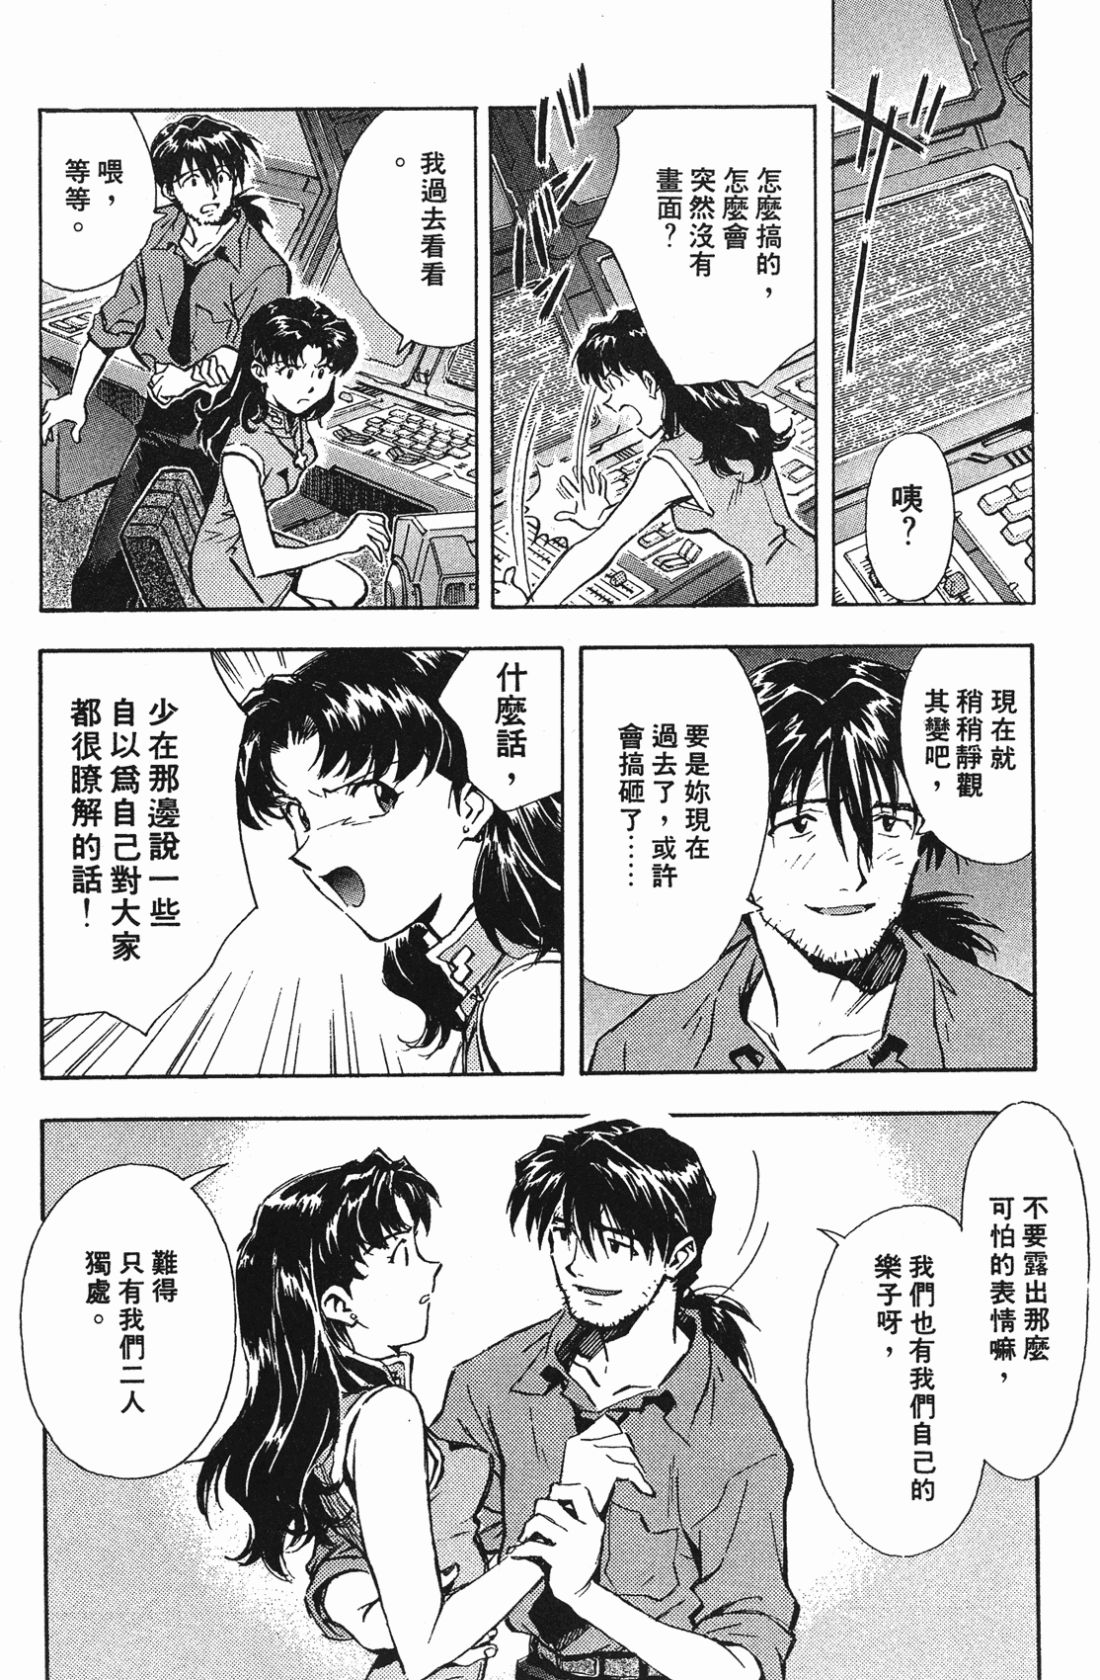 咦？
怎麼搞的，
怎麼會
突然沒有
畫面？
我過去看看
。
喂，
等等。
現在就
稍稍靜觀
其變吧，
要是妳現在
過去了，或許
會搞砸了……
什麼話，
少在那邊說一些
自以為自己對大家
都很瞭解的話！
不要露出那麼
可怕的表情嘛，
我們也有我們自己的
樂子呀，
難得
只有我們二人
獨處。